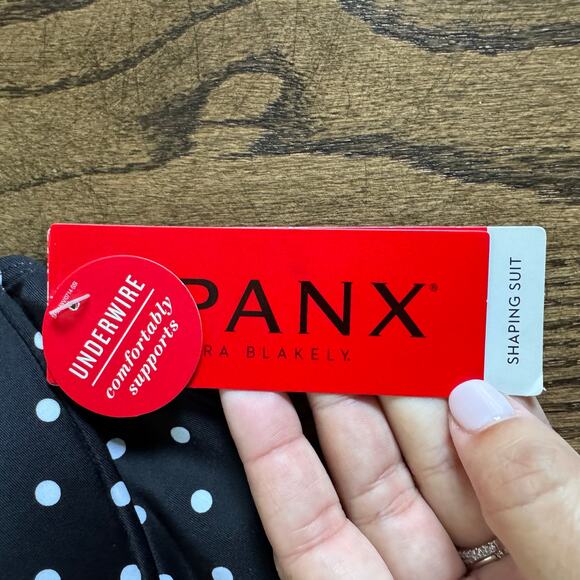 PANX®
RA BLAKELY.
SHAPING SUIT
UNDERWIRE
comfortably
supports